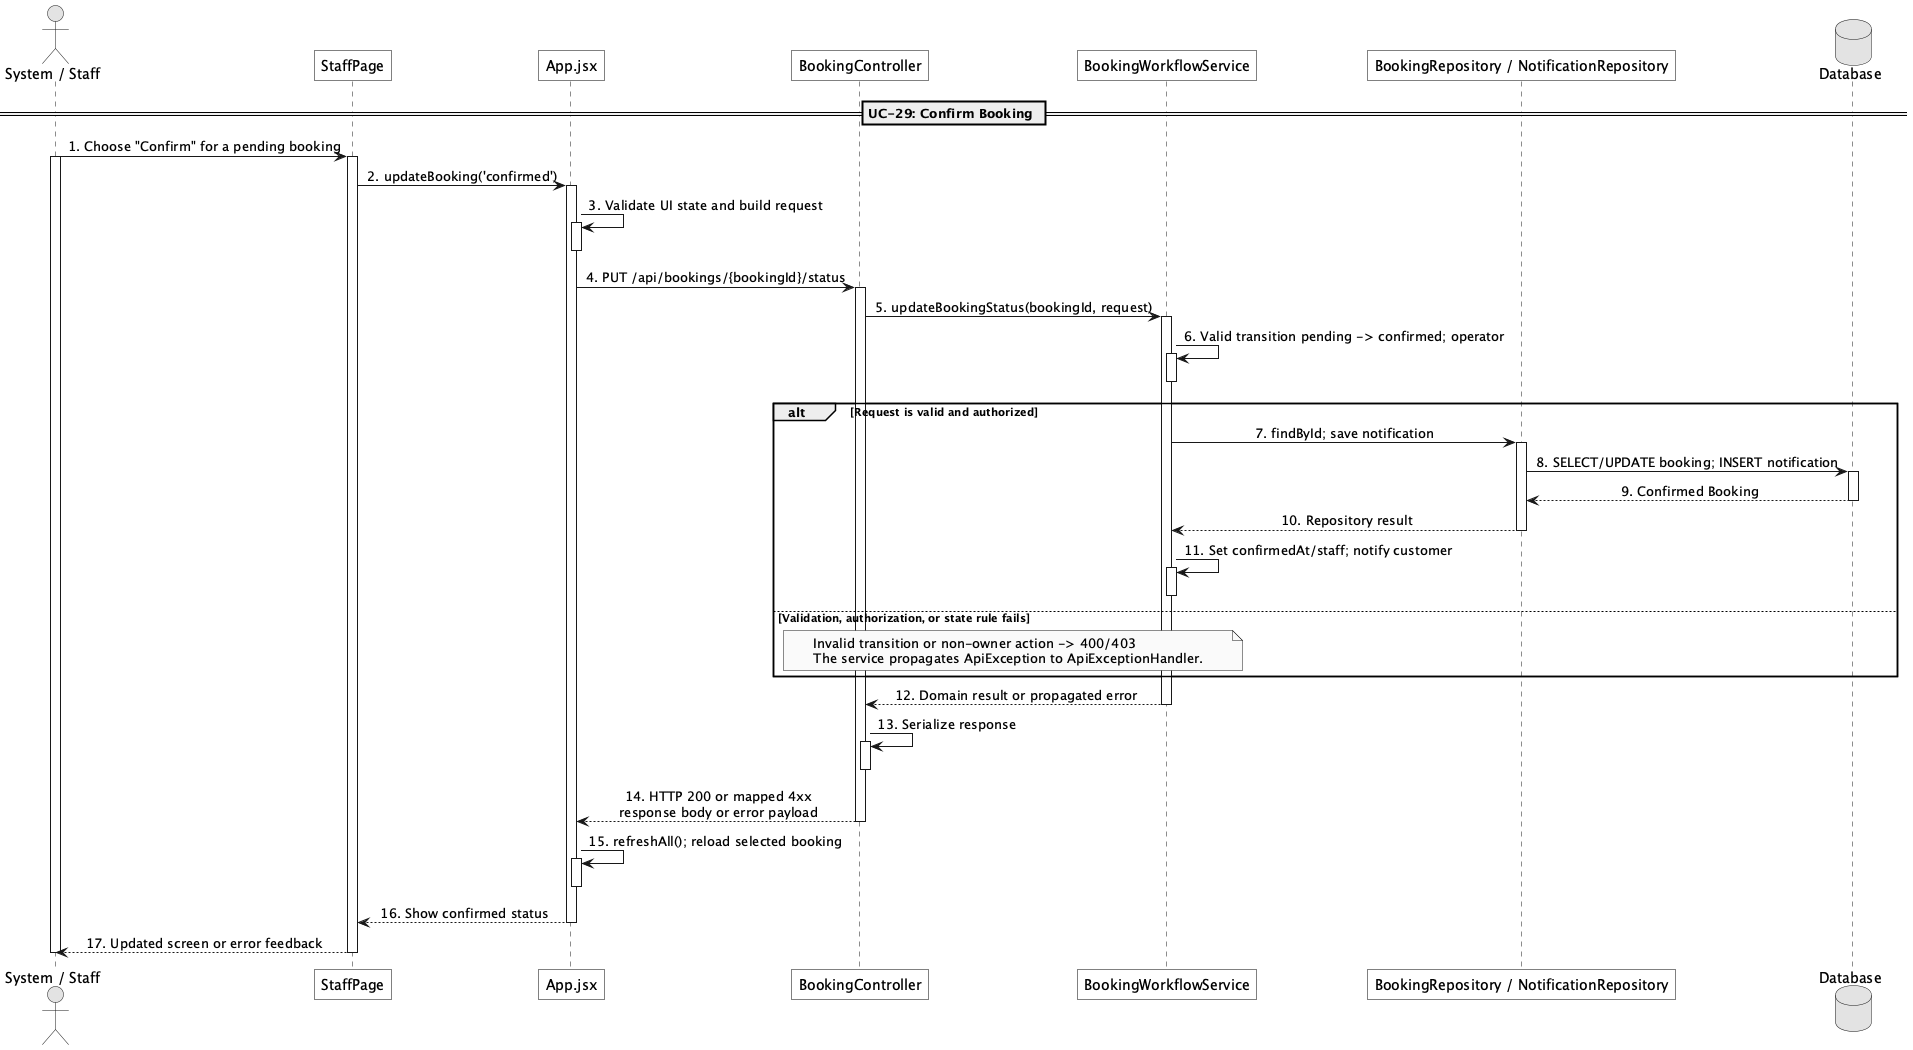 System / Staff
StaffPage
App.jsx
BookingController
BookingWorkflowService
BookingRepository / NotificationRepository
Database
UC-29: Confirm Booking
1. Choose "Confirm" for a pending booking
2. updateBooking('confirmed')
3. Validate UI state and build request
4. PUT /api/bookings/{bookingId}/status
5. updateBookingStatus(bookingId, request)
6. Valid transition pending -> confirmed; operator
alt
[Request is valid and authorized]
7. findById; save notification
8. SELECT/UPDATE booking; INSERT notification
9. Confirmed Booking
10. Repository result
11. Set confirmedAt/staff; notify customer
[Validation, authorization, or state rule fails]
Invalid transition or non-owner action -> 400/403
The service propagates ApiException to ApiExceptionHandler.
12. Domain result or propagated error
13. Serialize response
14. HTTP 200 or mapped 4xx
response body or error payload
15. refreshAll(); reload selected booking
16. Show confirmed status
17. Updated screen or error feedback
System / Staff
StaffPage
App.jsx
BookingController
BookingWorkflowService
BookingRepository / NotificationRepository
Database